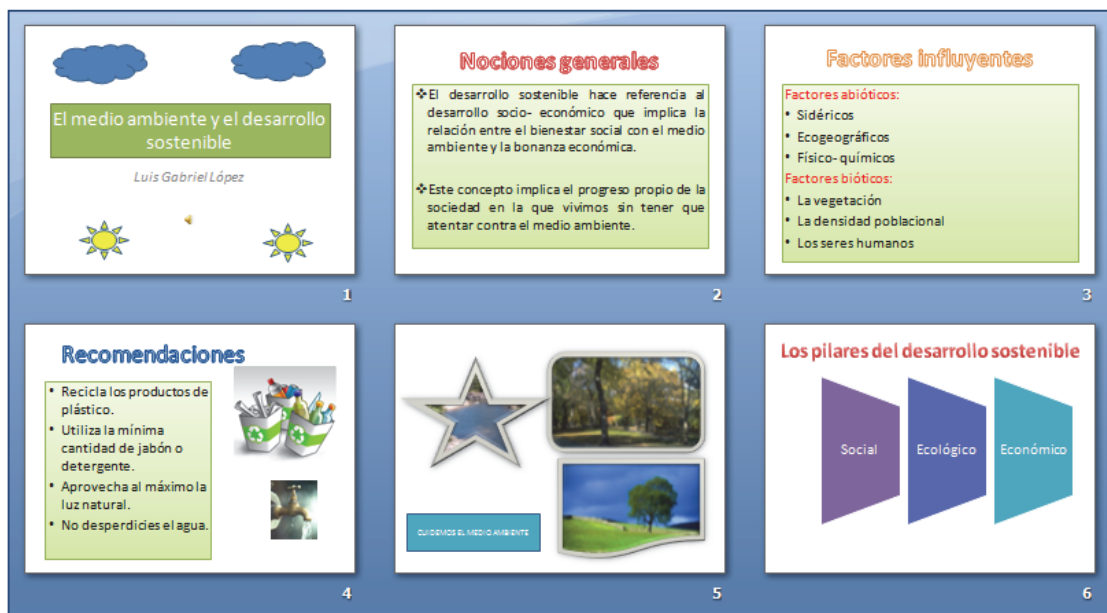 El medio ambiente y el desarrollo
sostenible
Luis Gabriel López
1
Nociones generales
❖El desarrollo sostenible hace referencia al
desarrollo socio- económico que implica la
relación entre el bienestar social con el medio
ambiente y la bonanza económica.
❖Este concepto implica el progreso propio de la
sociedad en la que vivimos sin tener que
atentar contra el medio ambiente.
2
Factores influyentes
Factores abióticos:
• Sidéricos
• Ecogeográficos
• Físico- químicos
Factores bióticos:
• La vegetación
• La densidad poblacional
• Los seres humanos
3
Recomendaciones
• Recicla los productos de
plástico.
• Utiliza la mínima
cantidad de jabón o
detergente.
• Aprovecha al máximo la
luz natural.
• No desperdicies el agua.
4
CUIDEMOS EL MEDIO AMBIENTE
5
Los pilares del desarrollo sostenible
Social
Ecológico
Económico
6